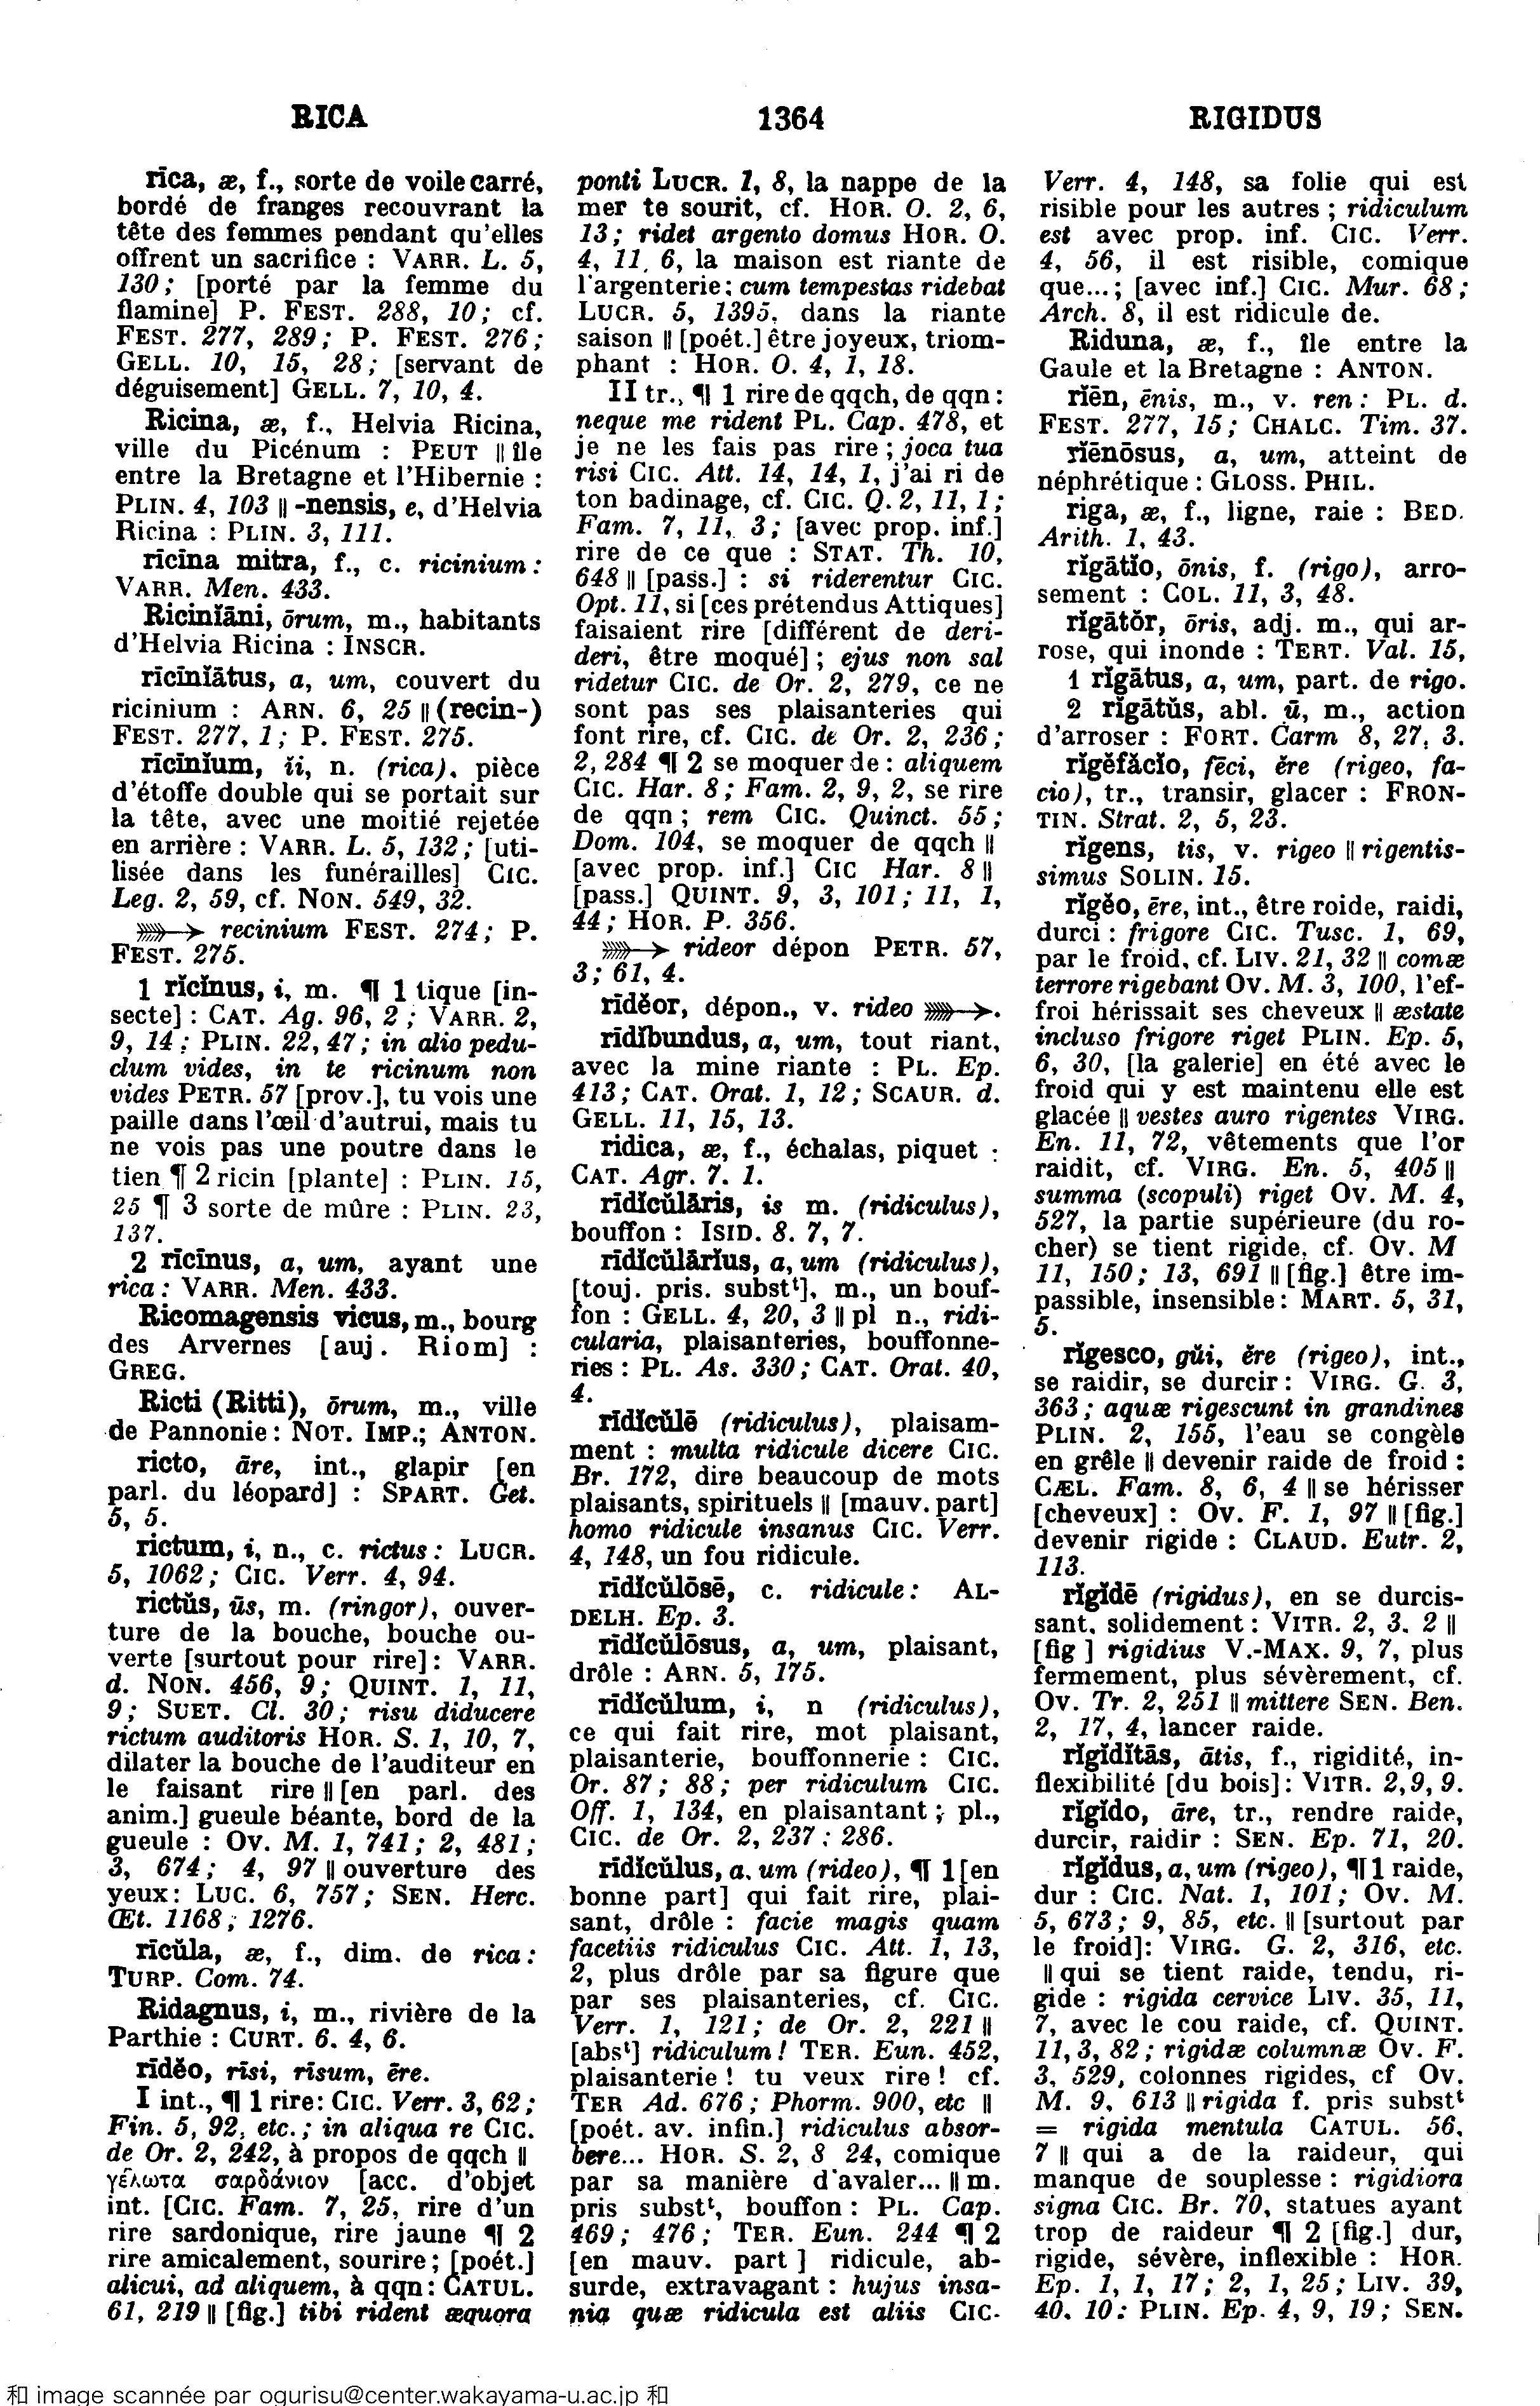 RICA 1364 RIGIDUS
rīca, æ, f., sorte de voile carré,
bordé de franges recouvrant la
tête des femmes pendant qu'elles
offrent un sacrifice : VARR. L. 5,
130 ; [porté par la femme du
flamine] P. FEST. 288, 10 ; cf.
FEST. 277, 289 ; P. FEST. 276 ;
GELL. 10, 15, 28 ; [servant de
déguisement] GELL. 7, 10, 4.
Ricina, æ, f., Helvia Ricina,
ville du Picénum : PEUT || île
entre la Bretagne et l'Hibernie :
PLIN. 4, 103 || -nensis, e, d'Helvia
Ricina : PLIN. 3, 111.
rīcīna mitra, f., c. ricinium :
VARR. Men. 433.
Riciniāni, ōrum, m., habitants
d'Helvia Ricina : INSCR.
rīcīnĭātus, a, um, couvert du
ricinium : ARN. 6, 25 || (recin-)
FEST. 277, 1 ; P. FEST. 275.
rīcīnĭum, ĭi, n. (rica), pièce
d'étoffe double qui se portait sur
la tête, avec une moitié rejetée
en arrière : VARR. L. 5, 132 ; [uti-
lisée dans les funérailles] CIC.
Leg. 2, 59, cf. NON. 549, 32.
➳ recinium FEST. 274 ; P.
FEST. 275.
1 rĭcĭnus, i, m. ¶ 1 tique [in-
secte] : CAT. Ag. 96, 2 ; VARR. 2,
9, 14 ; PLIN. 22, 47 ; in alio pedu-
clum vides, in te ricinum non
vides PETR. 57 [prov.], tu vois une
paille dans l'œil d'autrui, mais tu
ne vois pas une poutre dans le
tien ¶ 2 ricin [plante] : PLIN. 15,
25 ¶ 3 sorte de mûre : PLIN. 23,
137.
2 rīcīnus, a, um, ayant une
rica : VARR. Men. 433.
Ricomagensis vicus, m., bourg
des Arvernes [auj. Riom] :
GREG.
Ricti (Ritti), ōrum, m., ville
de Pannonie : NOT. IMP.; ANTON.
ricto, āre, int., glapir [en
parl. du léopard] : SPART. Get.
5, 5.
rictum, i, n., c. rictus : LUCR.
5, 1062 ; CIC. Verr. 4, 94.
rictŭs, ūs, m. (ringor), ouver-
ture de la bouche, bouche ou-
verte [surtout pour rire] : VARR.
d. NON. 456, 9 ; QUINT. 1, 11,
9 ; SUET. Cl. 30 ; risu diducere
rictum auditoris HOR. S. 1, 10, 7,
dilater la bouche de l'auditeur en
le faisant rire || [en parl. des
anim.] gueule béante, bord de la
gueule : OV. M. 1, 741 ; 2, 481 ;
3, 674 ; 4, 97 || ouverture des
yeux : LUC. 6, 757 ; SEN. Herc.
Œt. 1168 ; 1276.
rīcŭla, æ, f., dim. de rica :
TURP. Com. 74.
Ridagnus, i, m., rivière de la
Parthie : CURT. 6. 4, 6.
rīdĕo, rīsi, rīsum, ēre.
I int., ¶ 1 rire : CIC. Verr. 3, 62 ;
Fin. 5, 92, etc. ; in aliqua re CIC.
de Or. 2, 242, à propos de qqch ||
γέλωτα σαρδάνιον [acc. d'objet
int. [CIC. Fam. 7, 25, rire d'un
rire sardonique, rire jaune ¶ 2
rire amicalement, sourire ; [poét.]
alicui, ad aliquem, à qqn : CATUL.
61, 219 || [fig.] tibi rident æquora
ponti LUCR. 1, 8, la nappe de la
mer te sourit, cf. HOR. O. 2, 6,
13 ; ridet argento domus HOR. O.
4, 11, 6, la maison est riante de
l'argenterie ; cum tempestas ridebat
LUCR. 5, 1395, dans la riante
saison || [poét.] être joyeux, triom-
phant : HOR. O. 4, 1, 18.
II tr., ¶ 1 rire de qqch, de qqn :
neque me rident PL. Cap. 478, et
je ne les fais pas rire ; joca tua
risi CIC. Att. 14, 14, 1, j'ai ri de
ton badinage, cf. CIC. Q. 2, 11, 1 ;
Fam. 7, 11, 3 ; [avec prop. inf.]
rire de ce que : STAT. Th. 10,
648 || [pass.] : si riderentur CIC.
Opt. 11, si [ces prétendus Attiques]
faisaient rire [différent de deri-
deri, être moqué] ; ejus non sal
ridetur CIC. de Or. 2, 279, ce ne
sont pas ses plaisanteries qui
font rire, cf. CIC. de Or. 2, 236 ;
2, 284 ¶ 2 se moquer de : aliquem
CIC. Har. 8 ; Fam. 2, 9, 2, se rire
de qqn ; rem CIC. Quinct. 55 ;
Dom. 104, se moquer de qqch ||
[avec prop. inf.] CIC Har. 8 ||
[pass.] QUINT. 9, 3, 101 ; 11, 1,
44 ; HOR. P. 356.
➳ rideor dépon PETR. 57,
3 ; 61, 4.
rīdĕor, dépon., v. rideo ➳.
rīdĭbundus, a, um, tout riant,
avec la mine riante : PL. Ep.
413 ; CAT. Orat. 1, 12 ; SCAUR. d.
GELL. 11, 15, 13.
ridica, æ, f., échalas, piquet :
CAT. Agr. 7. 1.
rīdĭcŭlāris, is m. (ridiculus),
bouffon : ISID. 8. 7, 7.
rīdĭcŭlārĭus, a, um (ridiculus),
[touj. pris. substᵗ], m., un bouf-
fon : GELL. 4, 20, 3 || pl n., ridi-
cularia, plaisanteries, bouffonne-
ries : PL. As. 330 ; CAT. Orat. 40,
4.
rīdĭcŭlē (ridiculus), plaisam-
ment : multa ridicule dicere CIC.
Br. 172, dire beaucoup de mots
plaisants, spirituels || [mauv. part]
homo ridicule insanus CIC. Verr.
4, 148, un fou ridicule.
rīdĭcŭlōsē, c. ridicule : AL-
DELH. Ep. 3.
rīdĭcŭlōsus, a, um, plaisant,
drôle : ARN. 5, 175.
rīdĭcŭlum, i, n (ridiculus),
ce qui fait rire, mot plaisant,
plaisanterie, bouffonnerie : CIC.
Or. 87 ; 88 ; per ridiculum CIC.
Off. 1, 134, en plaisantant ; pl.,
CIC. de Or. 2, 237 ; 286.
rīdĭcŭlus, a, um (rideo), ¶ 1 [en
bonne part] qui fait rire, plai-
sant, drôle : facie magis quam
facetiis ridiculus CIC. Att. 1, 13,
2, plus drôle par sa figure que
par ses plaisanteries, cf. CIC.
Verr. 1, 121 ; de Or. 2, 221 ||
[absᵗ] ridiculum ! TER. Eun. 452,
plaisanterie ! tu veux rire ! cf.
TER Ad. 676 ; Phorm. 900, etc ||
[poét. av. infin.] ridiculus absor-
bere... HOR. S. 2, 8 24, comique
par sa manière d'avaler... || m.
pris substᵗ, bouffon : PL. Cap.
469 ; 476 ; TER. Eun. 244 ¶ 2
[en mauv. part ] ridicule, ab-
surde, extravagant : hujus insa-
nia quæ ridicula est aliis CIC.
Verr. 4, 148, sa folie qui est
risible pour les autres ; ridiculum
est avec prop. inf. CIC. Verr.
4, 56, il est risible, comique
que... ; [avec inf.] CIC. Mur. 68 ;
Arch. 8, il est ridicule de.
Riduna, æ, f., île entre la
Gaule et la Bretagne : ANTON.
rĭēn, ēnis, m., v. ren : PL. d.
FEST. 277, 15 ; CHALC. Tim. 37.
rĭēnōsus, a, um, atteint de
néphrétique : GLOSS. PHIL.
riga, æ, f., ligne, raie : BED.
Arith. 1, 43.
rĭgātĭo, ōnis, f. (rigo), arro-
sement : COL. 11, 3, 48.
rĭgātŏr, ōris, adj. m., qui ar-
rose, qui inonde : TERT. Val. 15,
1 rĭgātus, a, um, part. de rigo.
2 rĭgātŭs, abl. ū, m., action
d'arroser : FORT. Carm 8, 27, 3.
rĭgĕfăcĭo, fēci, ĕre (rigeo, fa-
cio), tr., transir, glacer : FRON-
TIN. Strat. 2, 5, 23.
rĭgens, tis, v. rigeo || rigentis-
simus SOLIN. 15.
rĭgĕo, ēre, int., être roide, raidi,
durci : frigore CIC. Tusc. 1, 69,
par le froid, cf. LIV. 21, 32 || comæ
terrore rigebant OV. M. 3, 100, l'ef-
froi hérissait ses cheveux || æstate
incluso frigore riget PLIN. Ep. 5,
6, 30, [la galerie] en été avec le
froid qui y est maintenu elle est
glacée || vestes auro rigentes VIRG.
En. 11, 72, vêtements que l'or
raidit, cf. VIRG. En. 5, 405 ||
summa (scopuli) riget OV. M. 4,
527, la partie supérieure (du ro-
cher) se tient rigide, cf. OV. M
11, 150 ; 13, 691 || [fig.] être im-
passible, insensible : MART. 5, 31,
5.
rĭgesco, gŭi, ĕre (rigeo), int.,
se raidir, se durcir : VIRG. G. 3,
363 ; aquæ rigescunt in grandines
PLIN. 2, 155, l'eau se congèle
en grêle || devenir raide de froid :
CÆL. Fam. 8, 6, 4 || se hérisser
[cheveux] : OV. F. 1, 97 || [fig.]
devenir rigide : CLAUD. Eutr. 2,
113.
rĭgĭdē (rigidus), en se durcis-
sant, solidement : VITR. 2, 3. 2 ||
[fig ] rigidius V.-MAX. 9, 7, plus
fermement, plus sévèrement, cf.
OV. Tr. 2, 251 || mittere SEN. Ben.
2, 17, 4, lancer raide.
rĭgĭdĭtās, ātis, f., rigidité, in-
flexibilité [du bois] : VITR. 2, 9, 9.
rĭgĭdo, āre, tr., rendre raide,
durcir, raidir : SEN. Ep. 71, 20.
rĭgĭdus, a, um (rigeo), ¶ 1 raide,
dur : CIC. Nat. 1, 101 ; OV. M.
5, 673 ; 9, 85, etc. || [surtout par
le froid] : VIRG. G. 2, 316, etc.
|| qui se tient raide, tendu, ri-
gide : rigida cervice LIV. 35, 11,
7, avec le cou raide, cf. QUINT.
11, 3, 82 ; rigidæ columnæ OV. F.
3, 529, colonnes rigides, cf OV.
M. 9, 613 || rigida f. pris substᵗ
= rigida mentula CATUL. 56,
7 || qui a de la raideur, qui
manque de souplesse : rigidiora
signa CIC. Br. 70, statues ayant
trop de raideur ¶ 2 [fig.] dur,
rigide, sévère, inflexible : HOR.
Ep. 1, 1, 17 ; 2, 1, 25 ; LIV. 39,
40, 10 : PLIN. Ep. 4, 9, 19 ; SEN.
和 image scannée par ogurisu@center.wakayama-u.ac.jp 和